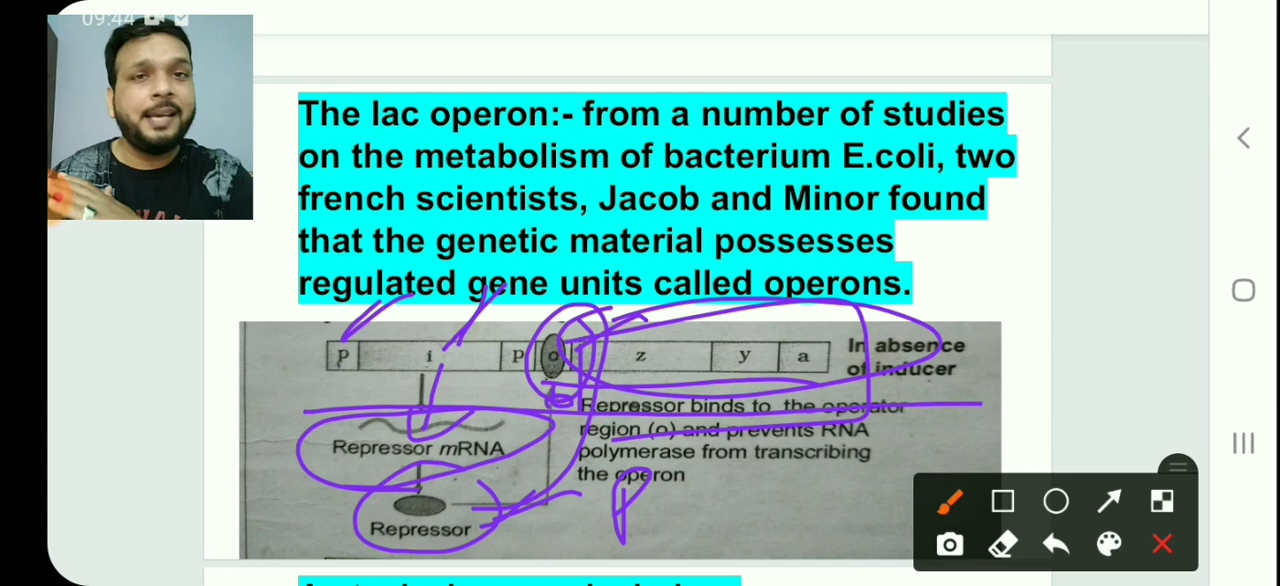 09:44
The lac operon:- from a number of studies
on the metabolism of bacterium E.coli, two
french scientists, Jacob and Minor found
that the genetic material possesses
regulated gene units called operons.
p i p o z y a
In absence
of inducer
Repressor binds to the operator
region (o) and prevents RNA
polymerase from transcribing
the operon
Repressor mRNA
Repressor
P